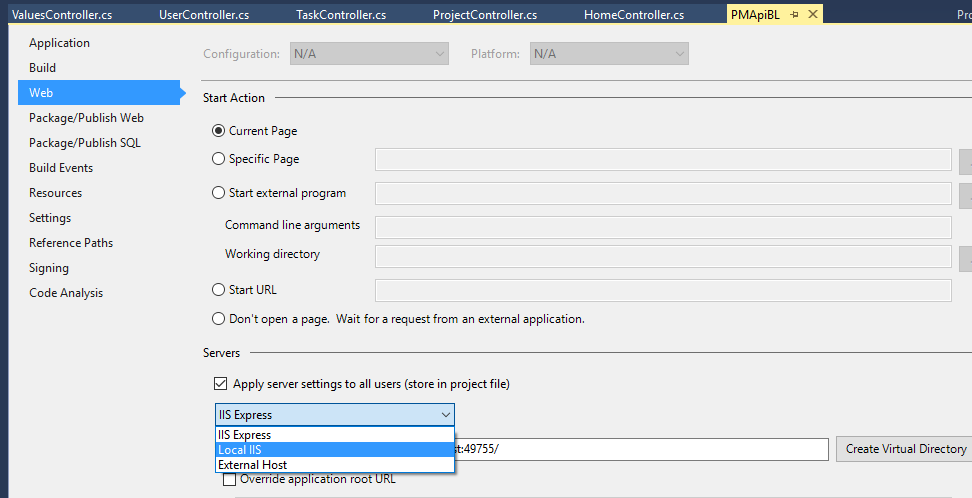 ValuesController.cs UserController.cs TaskController.cs ProjectController.cs HomeController.cs PMApiBL
Application
Build
Web
Package/Publish Web
Package/Publish SQL
Build Events
Resources
Settings
Reference Paths
Signing
Code Analysis
Configuration: N/A Platform: N/A
Start Action
Current Page
Specific Page
Start external program
Command line arguments
Working directory
Start URL
Don't open a page. Wait for a request from an external application.
Servers
Apply server settings to all users (store in project file)
IIS Express
IIS Express
Local IIS
External Host
st:49755/ Create Virtual Directory
Override application root URL